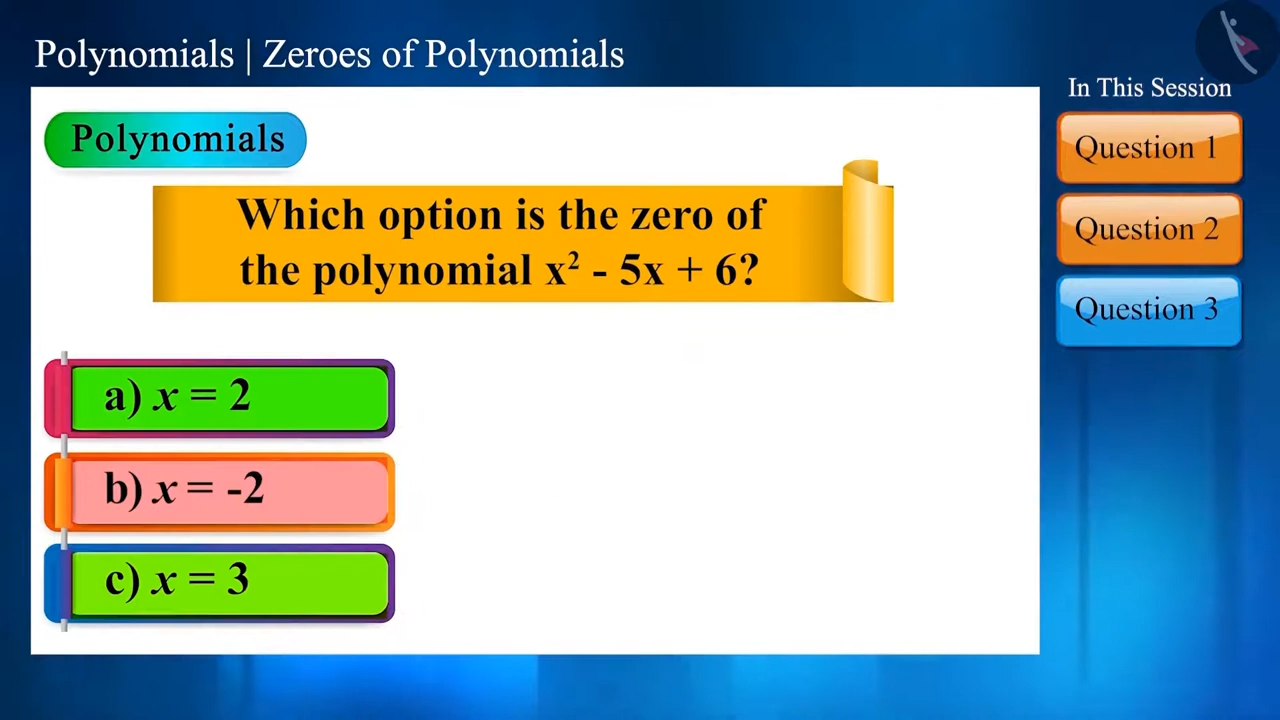 Polynomials | Zeroes of Polynomials
In This Session
Polynomials
Which option is the zero of
the polynomial x² - 5x + 6?
a) x = 2
b) x = -2
c) x = 3
Question 1
Question 2
Question 3